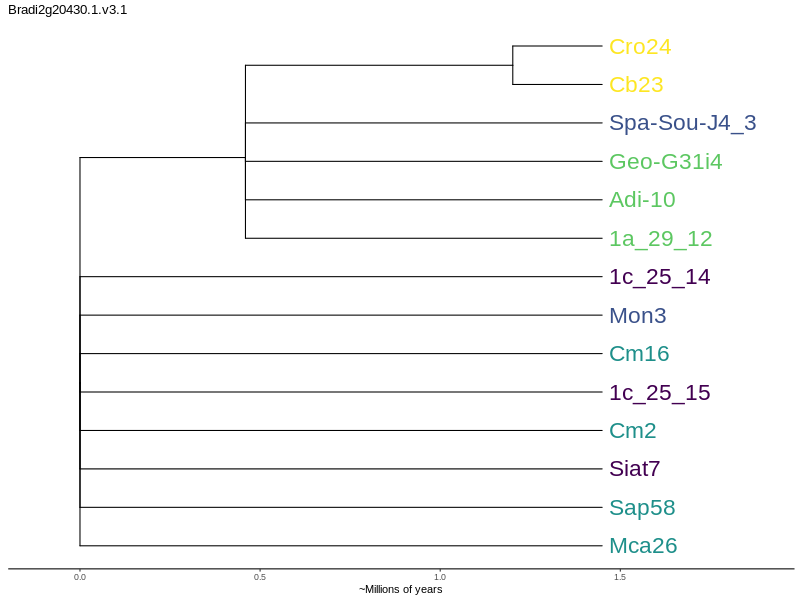 Bradi2g20430.1.v3.1
Cro24
Cb23
Spa-Sou-J4_3
Geo-G31i4
Adi-10
1a_29_12
1c_25_14
Mon3
Cm16
1c_25_15
Cm2
Siat7
Sap58
Mca26
0.0 0.5 1.0 1.5
~Millions of years